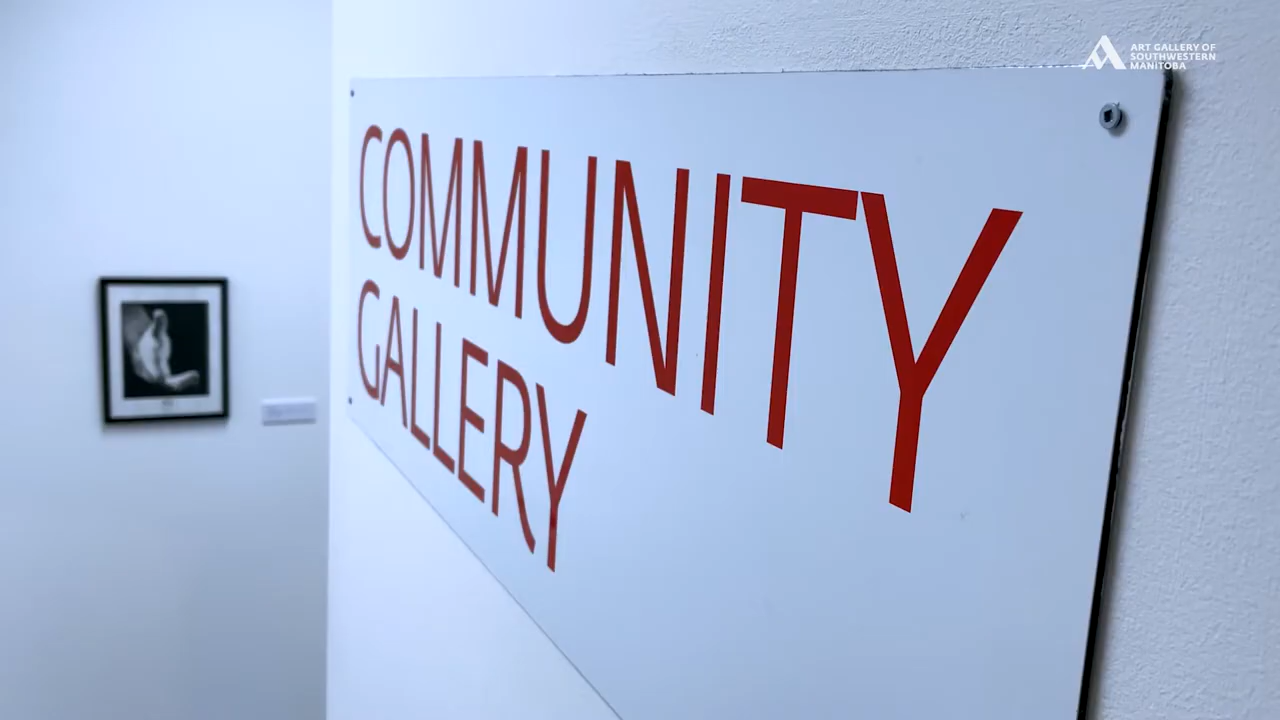 ART GALLERY OF
SOUTHWESTERN
MANITOBA
COMMUNITY
GALLERY